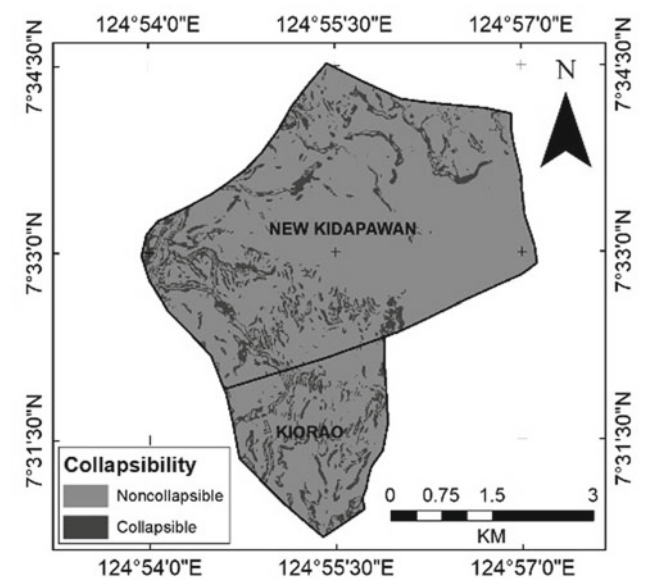 124°54'0"E 124°55'30"E 124°57'0"E
7°34'30"N
7°34'30"N
N
NEW KIDAPAWAN
7°33'0"N
7°33'0"N
KIORAO
7°31'30"N
7°31'30"N
Collapsibility
Noncollapsible
Collapsible
0 0.75 1.5 3
KM
124°54'0"E 124°55'30"E 124°57'0"E